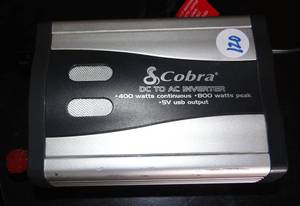 120
Cobra®
DC TO AC INVERTER
•400 watts continuous •800 watts peak
•5V usb output